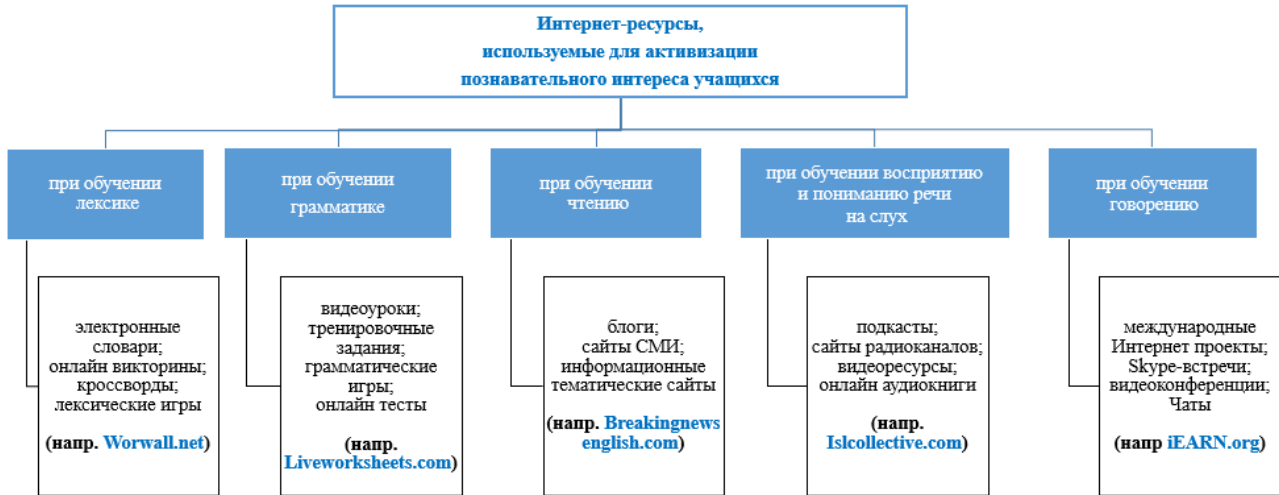 Интернет-ресурсы,
используемые для активизации
познавательного интереса учащихся
при обучении
лексике
при обучении
грамматике
при обучении
чтению
при обучении восприятию
и пониманию речи
на слух
при обучении
говорению
электронные
словари;
онлайн викторины;
кроссворды;
лексические игры
(напр. Worwall.net)
видеоуроки;
тренировочные
задания;
грамматические
игры;
онлайн тесты
(напр.
Liveworksheets.com)
блоги;
сайты СМИ;
информационные
тематические сайты
(напр. Breakingnews
english.com)
подкасты;
сайты радиоканалов;
видеоресурсы;
онлайн аудиокниги
(напр.
Islcollective.com)
международные
Интернет проекты;
Skype-встречи;
видеоконференции;
Чаты
(напр iEARN.org)